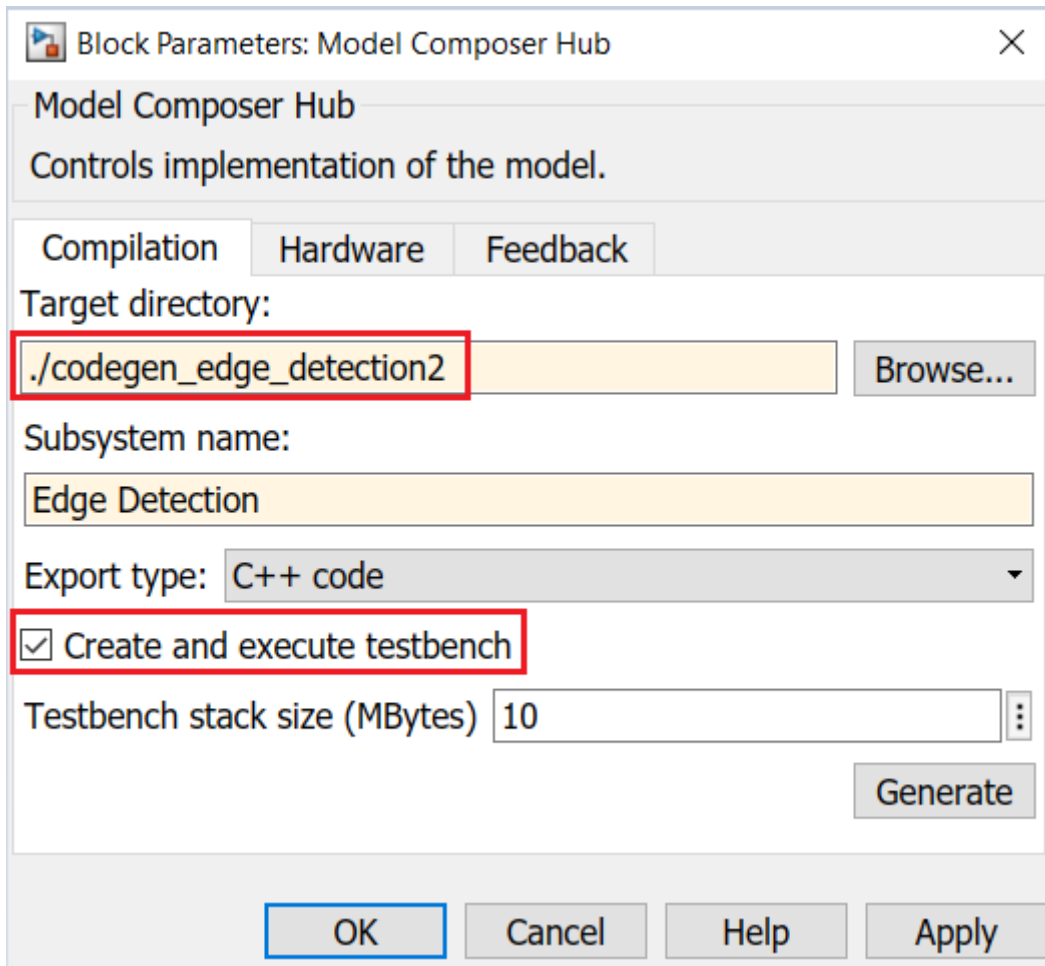 Block Parameters: Model Composer Hub
Model Composer Hub
Controls implementation of the model.
Compilation Hardware Feedback
Target directory:
./codegen_edge_detection2 Browse...
Subsystem name:
Edge Detection
Export type: C++ code
Create and execute testbench
Testbench stack size (MBytes) 10
Generate
OK Cancel Help Apply